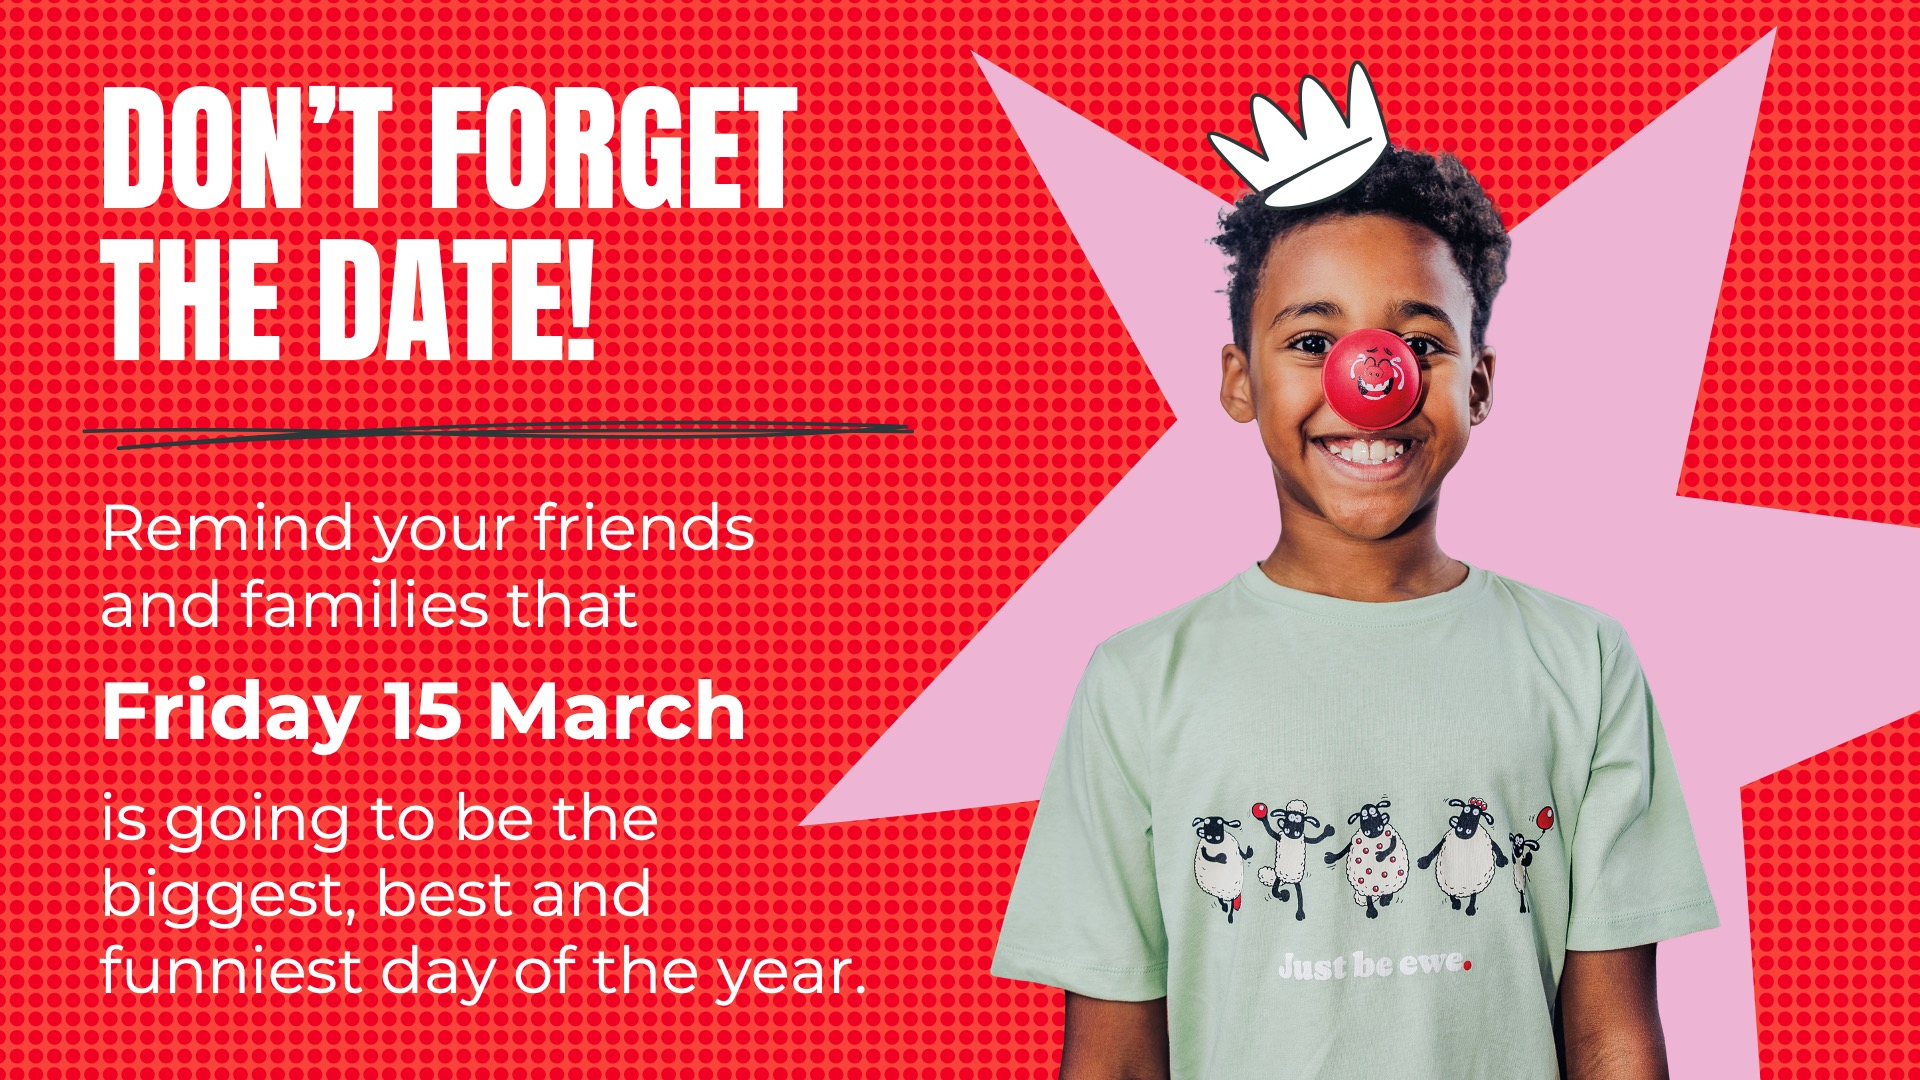 DON’T FORGET
THE DATE!
Remind your friends
and families that
Friday 15 March
is going to be the
biggest, best and
funniest day of the year.
Just be ewe.